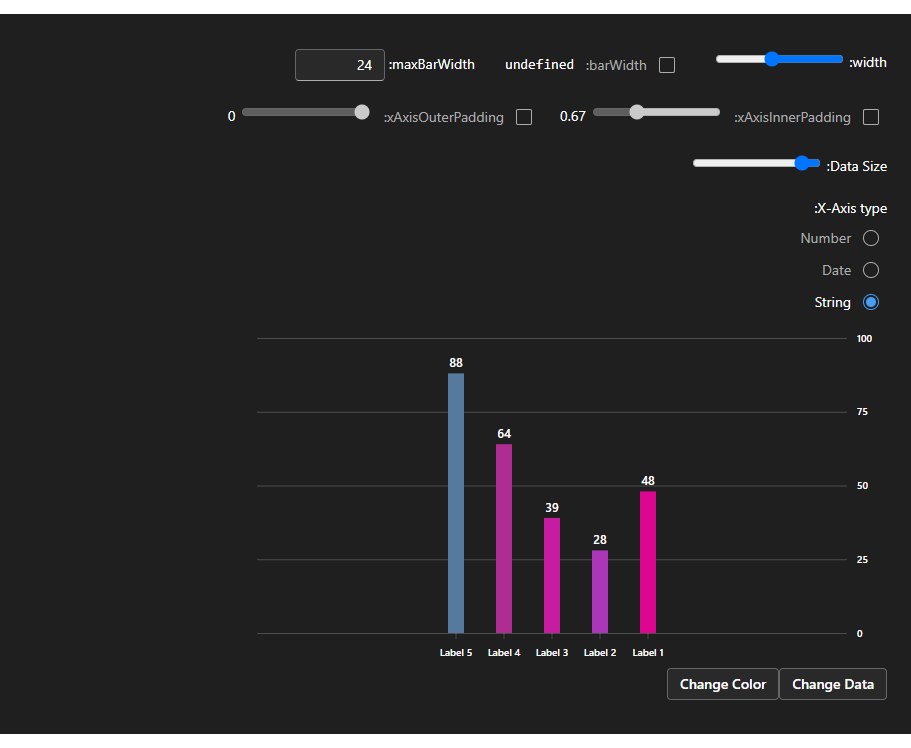 width:
barWidth: undefined
maxBarWidth: 24
xAxisInnerPadding: 0.67
xAxisOuterPadding: 0
Data Size:
X-Axis type:
Number
Date
String
100
75
50
25
0
88
64
39
28
48
Label 5 Label 4 Label 3 Label 2 Label 1
Change Color Change Data